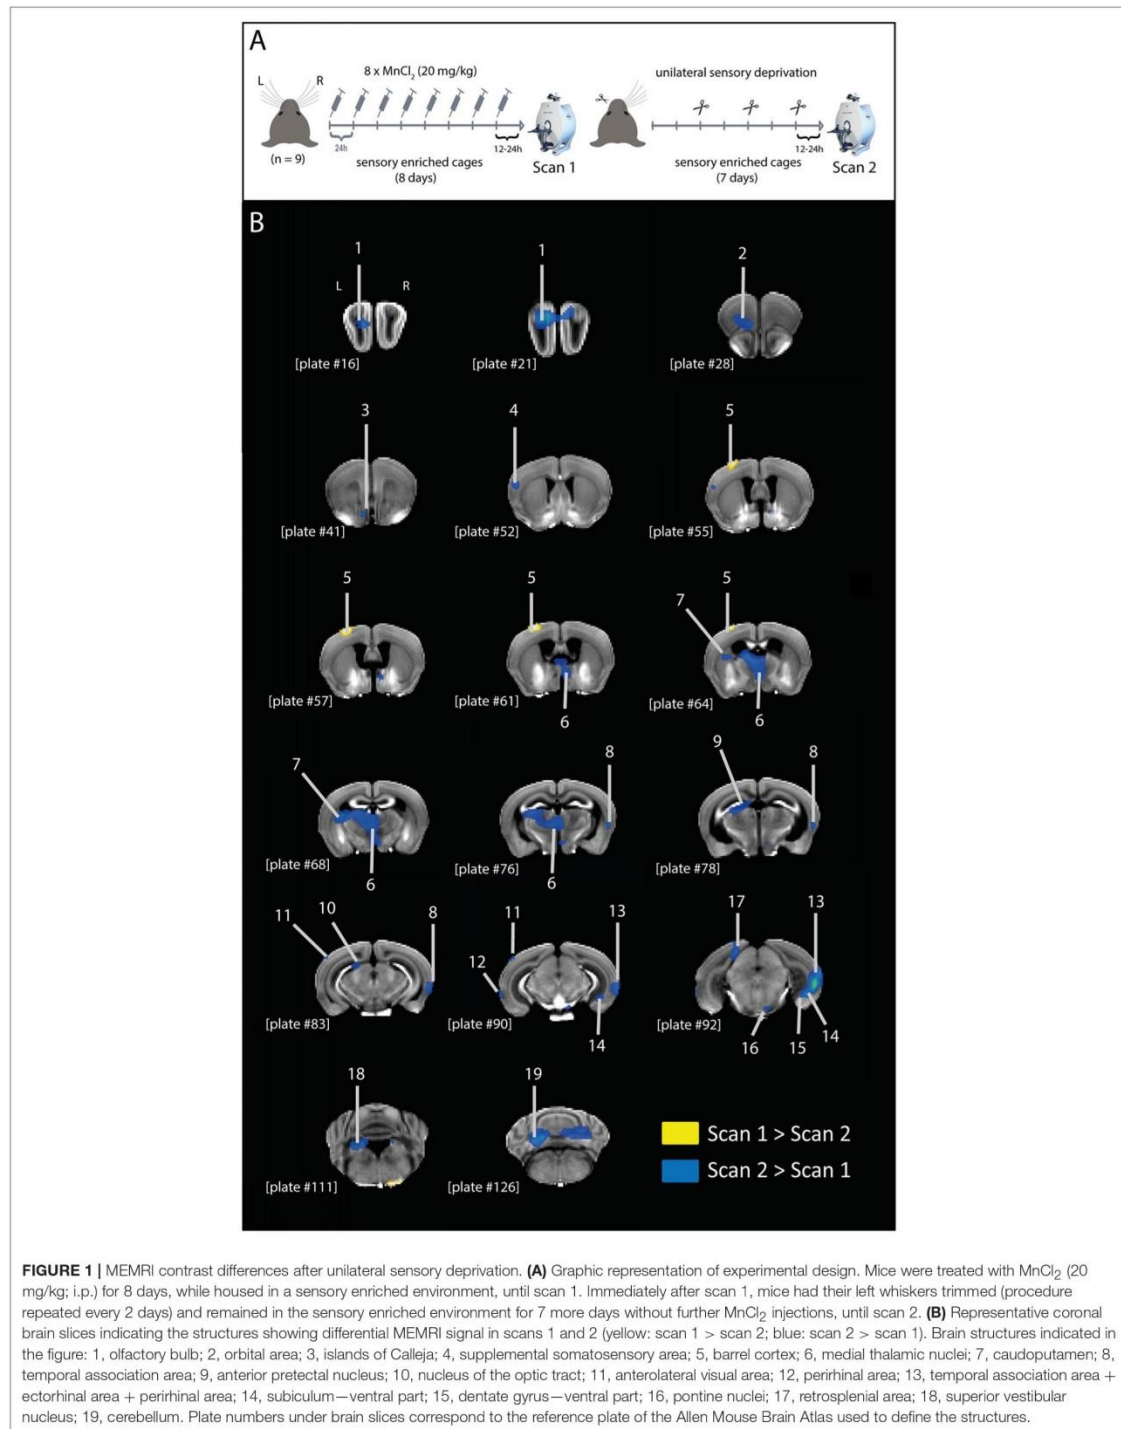 A
L R
8 x MnCl2 (20 mg/kg)
unilateral sensory deprivation
(n = 9)
24h
12-24h
sensory enriched cages
(8 days)
Scan 1
12-24h
sensory enriched cages
(7 days)
Scan 2
B
1 1 2
L R
[plate #16] [plate #21] [plate #28]
3 4 5
[plate #41] [plate #52] [plate #55]
5 5 7 5
[plate #57] [plate #61] [plate #64]
6 6
7 8 9 8
[plate #68] [plate #76] [plate #78]
6 6
11 10 8 12 11 13 17 13
[plate #83] [plate #90] [plate #92]
14 16 15 14
18 19
[plate #111] [plate #126]
Scan 1 > Scan 2
Scan 2 > Scan 1
FIGURE 1 | MEMRI contrast differences after unilateral sensory deprivation. (A) Graphic representation of experimental design. Mice were treated with MnCl2 (20
mg/kg; i.p.) for 8 days, while housed in a sensory enriched environment, until scan 1. Immediately after scan 1, mice had their left whiskers trimmed (procedure
repeated every 2 days) and remained in the sensory enriched environment for 7 more days without further MnCl2 injections, until scan 2. (B) Representative coronal
brain slices indicating the structures showing differential MEMRI signal in scans 1 and 2 (yellow: scan 1 > scan 2; blue: scan 2 > scan 1). Brain structures indicated in
the figure: 1, olfactory bulb; 2, orbital area; 3, islands of Calleja; 4, supplemental somatosensory area; 5, barrel cortex; 6, medial thalamic nuclei; 7, caudoputamen; 8,
temporal association area; 9, anterior pretectal nucleus; 10, nucleus of the optic tract; 11, anterolateral visual area; 12, perirhinal area; 13, temporal association area +
ectorhinal area + perirhinal area; 14, subiculum—ventral part; 15, dentate gyrus—ventral part; 16, pontine nuclei; 17, retrosplenial area; 18, superior vestibular
nucleus; 19, cerebellum. Plate numbers under brain slices correspond to the reference plate of the Allen Mouse Brain Atlas used to define the structures.